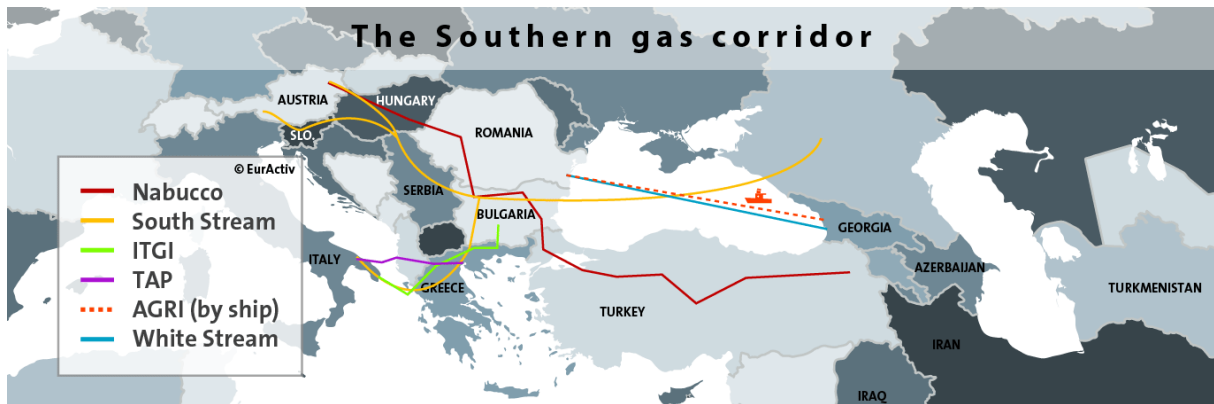 The Southern gas corridor
AUSTRIA
HUNGARY
SLO.
ROMANIA
© EurActiv
SERBIA
BULGARIA
ITALY
GREECE
TURKEY
GEORGIA
AZERBAIJAN
TURKMENISTAN
IRAN
IRAQ
Nabucco
South Stream
ITGI
TAP
AGRI (by ship)
White Stream